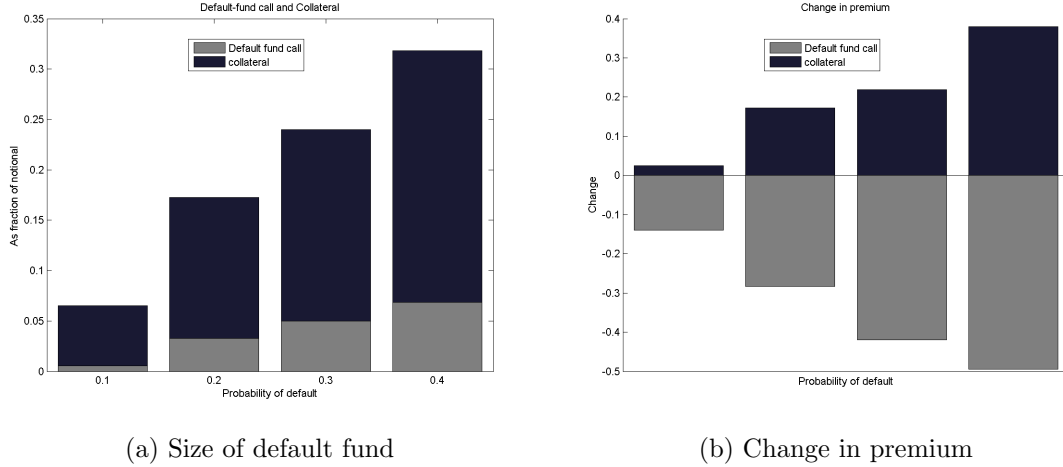 Default-fund call and Collateral
0.35
0.3
0.25
0.2
0.15
0.1
0.05
0
As fraction of notional
Default fund call
collateral
0.1 0.2 0.3 0.4
Probability of default
(a) Size of default fund
Change in premium
0.4
0.3
0.2
0.1
0
-0.1
-0.2
-0.3
-0.4
-0.5
Change
Default fund call
collateral
Probability of default
(b) Change in premium